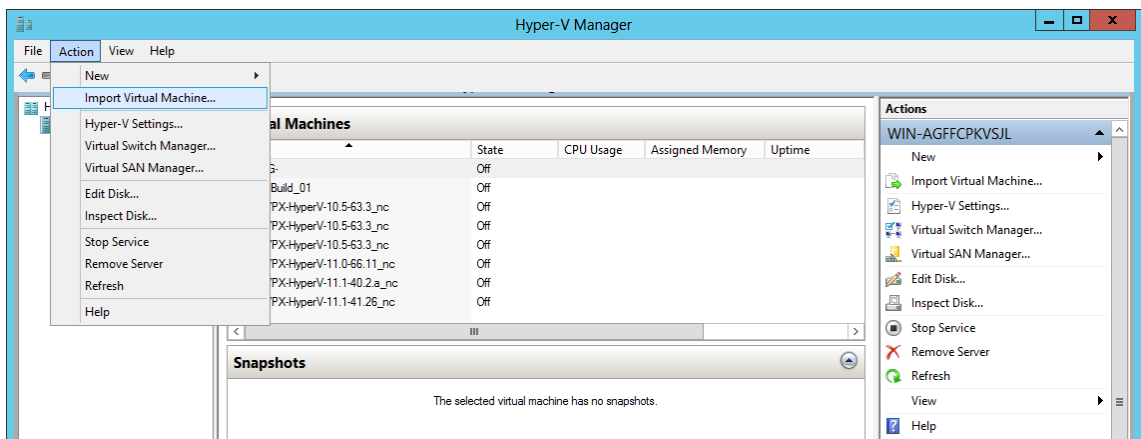 Hyper-V Manager
File Action View Help
New
Import Virtual Machine...
Hyper-V Settings...
Virtual Switch Manager...
Virtual SAN Manager...
Edit Disk...
Inspect Disk...
Stop Service
Remove Server
Refresh
Help
H
al Machines
State CPU Usage Assigned Memory Uptime
G- Off
Build_01 Off
PX-HyperV-10.5-63.3_nc Off
PX-HyperV-10.5-63.3_nc Off
PX-HyperV-10.5-63.3_nc Off
PX-HyperV-11.0-66.11_nc Off
PX-HyperV-11.1-40.2.a_nc Off
PX-HyperV-11.1-41.26_nc Off
Snapshots
The selected virtual machine has no snapshots.
Actions
WIN-AGFFCPKVSJL
New
Import Virtual Machine...
Hyper-V Settings...
Virtual Switch Manager...
Virtual SAN Manager...
Edit Disk...
Inspect Disk...
Stop Service
Remove Server
Refresh
View
Help